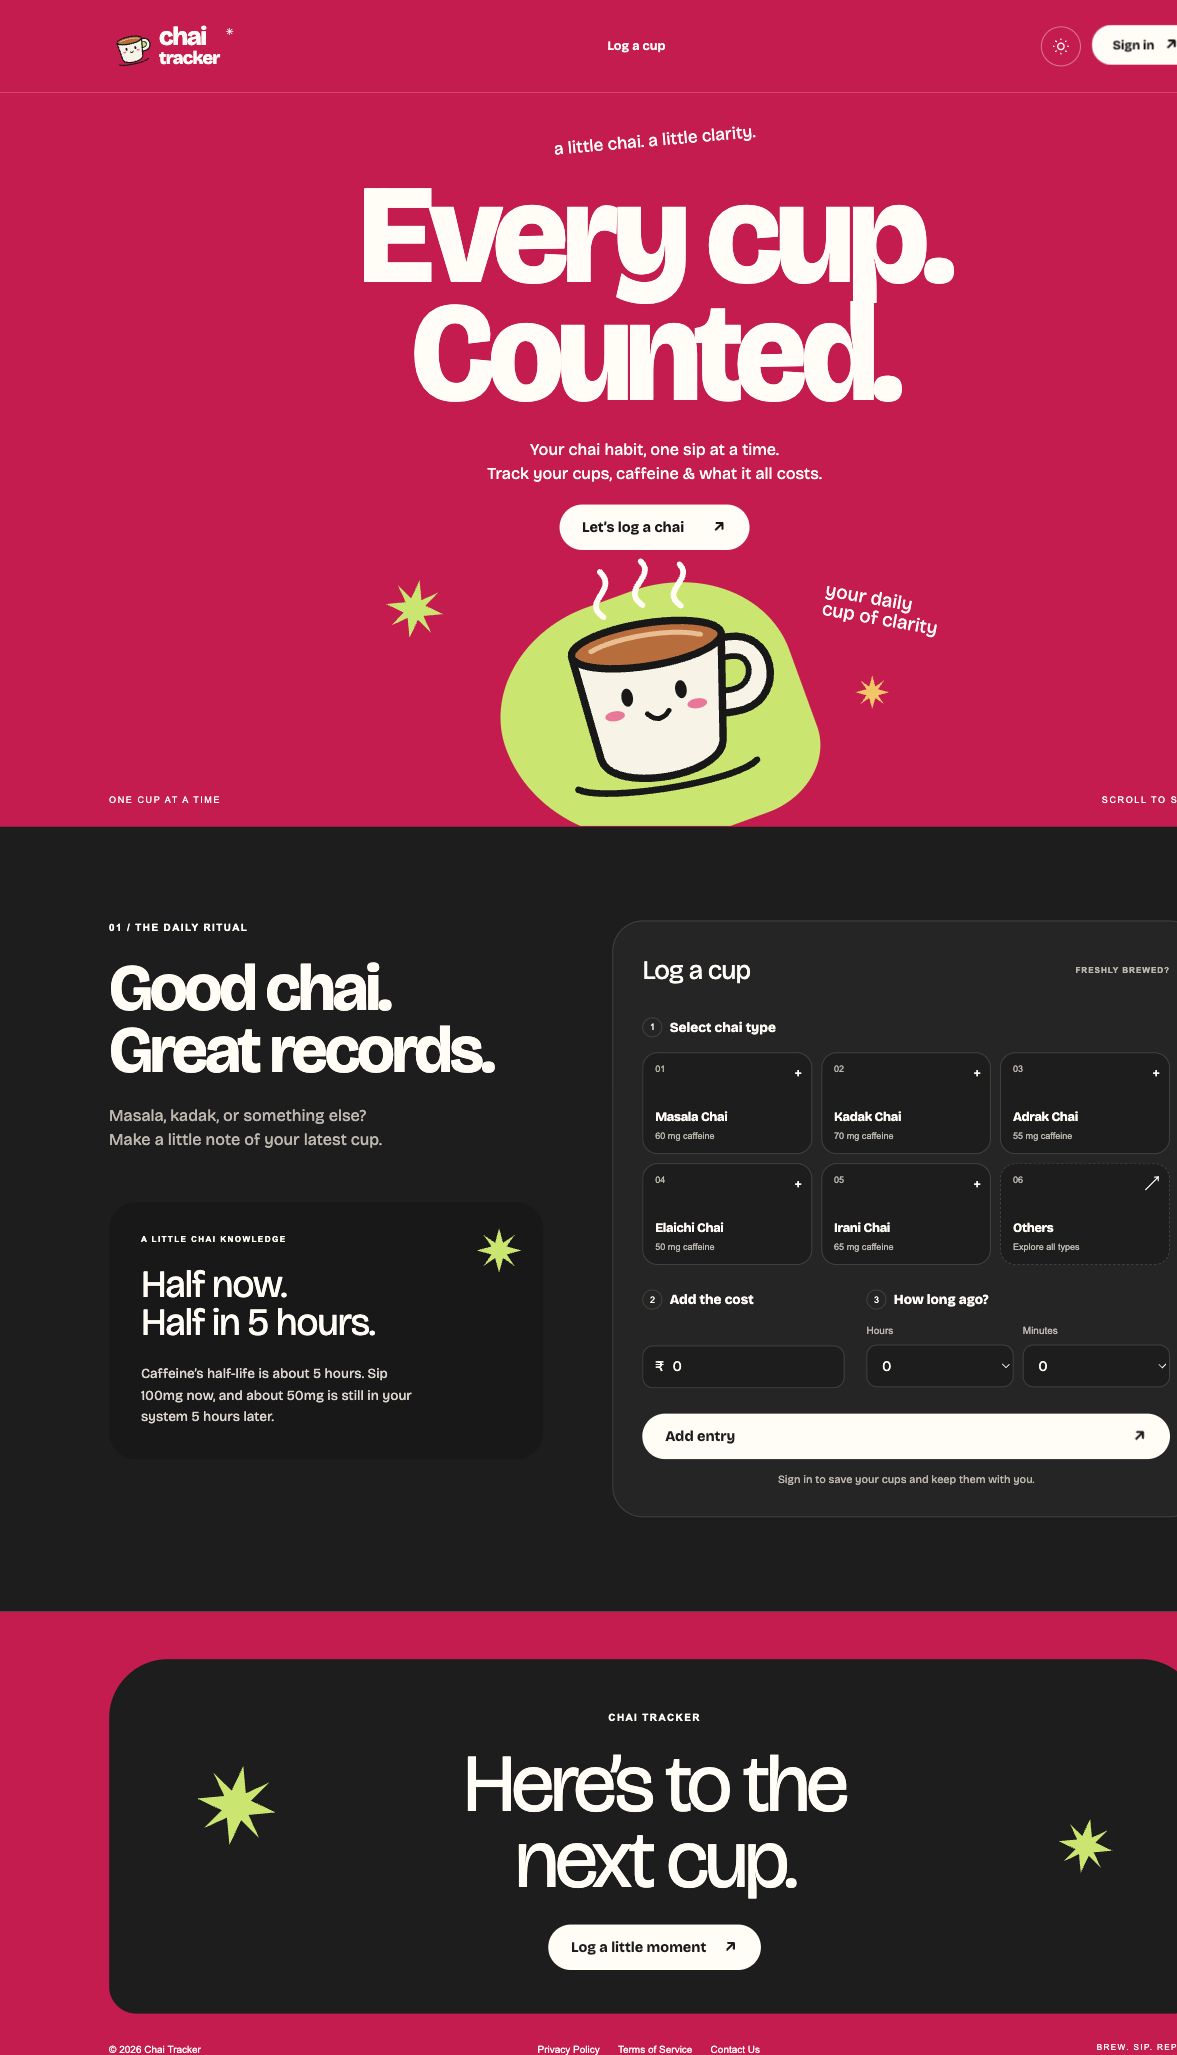 chai
tracker
Log a cup
Sign in
a little chai. a little clarity.
Every cup.
Counted.
Your chai habit, one sip at a time.
Track your cups, caffeine & what it all costs.
Let's log a chai
your daily
cup of clarity
ONE CUP AT A TIME
SCROLL TO S
01 / THE DAILY RITUAL
Good chai.
Great records.
Masala, kadak, or something else?
Make a little note of your latest cup.
A LITTLE CHAI KNOWLEDGE
Half now.
Half in 5 hours.
Caffeine's half-life is about 5 hours. Sip
100mg now, and about 50mg is still in your
system 5 hours later.
Log a cup
FRESHLY BREWED?
1 Select chai type
01 +
Masala Chai
60 mg caffeine
02 +
Kadak Chai
70 mg caffeine
03 +
Adrak Chai
55 mg caffeine
04 +
Elaichi Chai
50 mg caffeine
05 +
Irani Chai
65 mg caffeine
06
Others
Explore all types
2 Add the cost
₹ 0
3 How long ago?
Hours
0
Minutes
0
Add entry
Sign in to save your cups and keep them with you.
CHAI TRACKER
Here's to the
next cup.
Log a little moment
© 2026 Chai Tracker
Privacy Policy Terms of Service Contact Us
BREW. SIP. REP